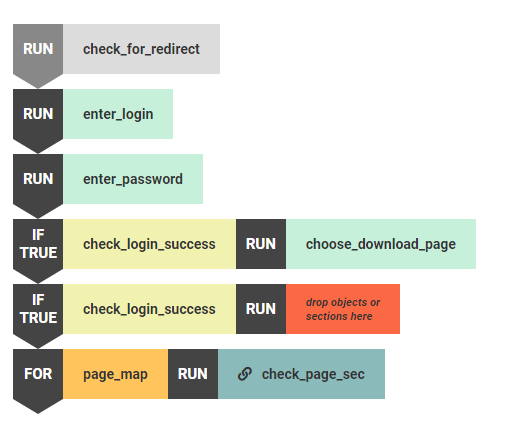 RUN check_for_redirect
RUN enter_login
RUN enter_password
IF TRUE check_login_success RUN choose_download_page
IF TRUE check_login_success RUN drop objects or sections here
FOR page_map RUN check_page_sec